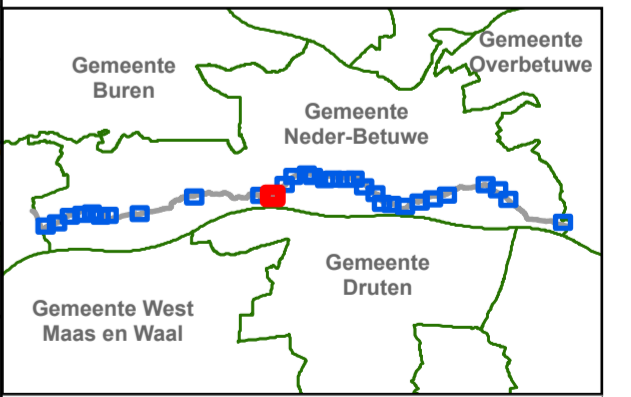 Gemeente
Overbetuwe
Gemeente
Buren
Gemeente
Neder-Betuwe
Gemeente
Druten
Gemeente West
Maas en Waal